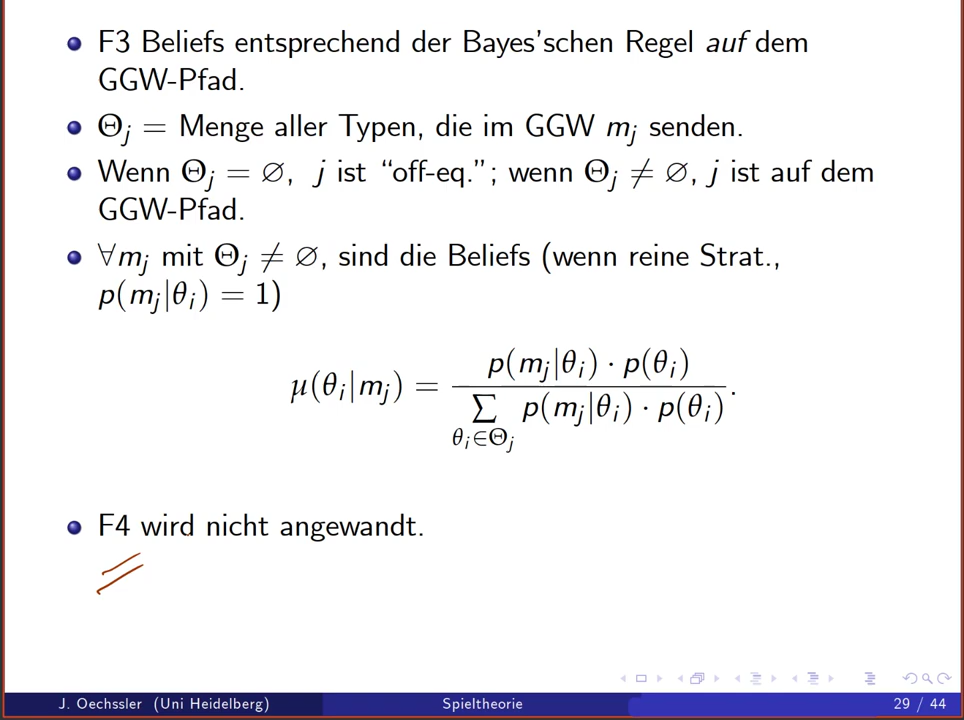 F3 Beliefs entsprechend der Bayes'schen Regel auf dem
GGW-Pfad.
Θj = Menge aller Typen, die im GGW mj senden.
Wenn Θj = ∅, j ist “off-eq.”; wenn Θj ≠ ∅, j ist auf dem
GGW-Pfad.
∀mj mit Θj ≠ ∅, sind die Beliefs (wenn reine Strat.,
p(mj|θi) = 1)
μ(θi|mj) = p(mj|θi) · p(θi) / ∑ θi∈Θj p(mj|θi) · p(θi) .
F4 wird nicht angewandt.
J. Oechssler (Uni Heidelberg) Spieltheorie 29 / 44